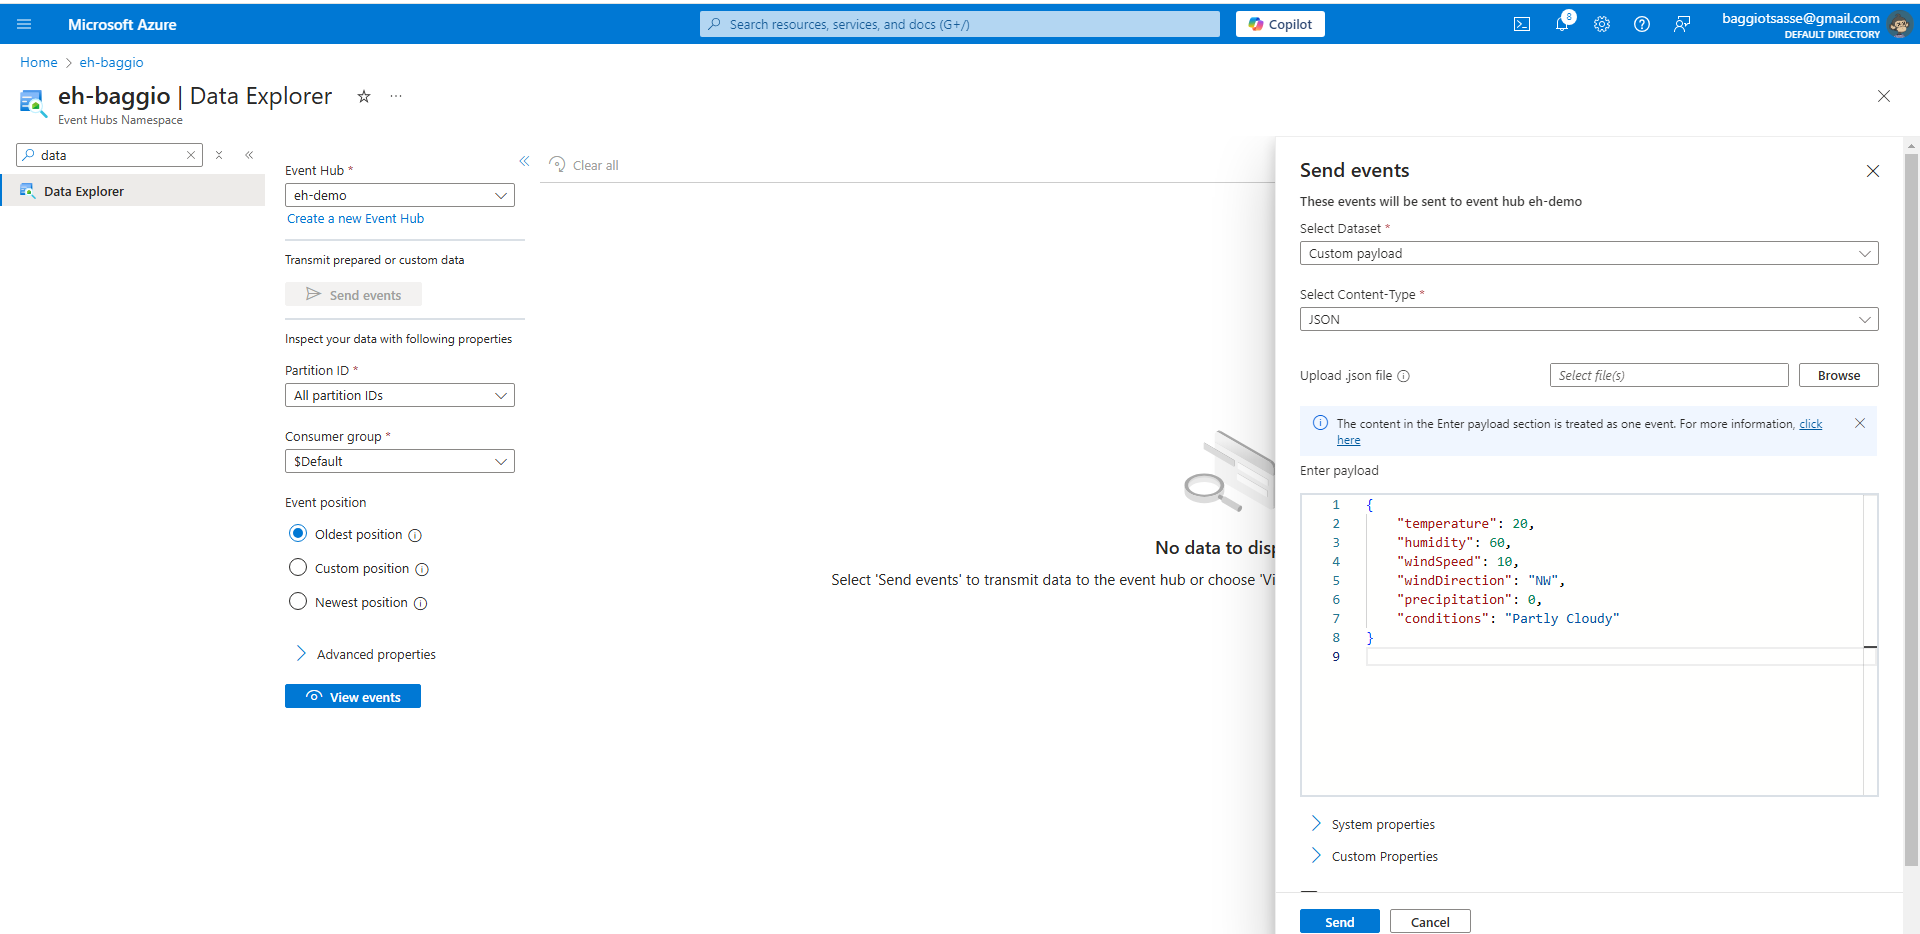 Microsoft Azure
Search resources, services, and docs (G+/)
Copilot
8
baggiotsasse@gmail.com
DEFAULT DIRECTORY
Home > eh-baggio
eh-baggio | Data Explorer
Event Hubs Namespace
data
Data Explorer
Event Hub *
eh-demo
Create a new Event Hub
Transmit prepared or custom data
Send events
Inspect your data with following properties
Partition ID *
All partition IDs
Consumer group *
$Default
Event position
Oldest position
Custom position
Newest position
Advanced properties
View events
Clear all
No data to disp
Select 'Send events' to transmit data to the event hub or choose 'Vi
Send events
These events will be sent to event hub eh-demo
Select Dataset *
Custom payload
Select Content-Type *
JSON
Upload .json file
Select file(s)
Browse
The content in the Enter payload section is treated as one event. For more information, click
here
Enter payload
1 {
2 "temperature": 20,
3 "humidity": 60,
4 "windSpeed": 10,
5 "windDirection": "NW",
6 "precipitation": 0,
7 "conditions": "Partly Cloudy"
8 }
9
System properties
Custom Properties
Send
Cancel